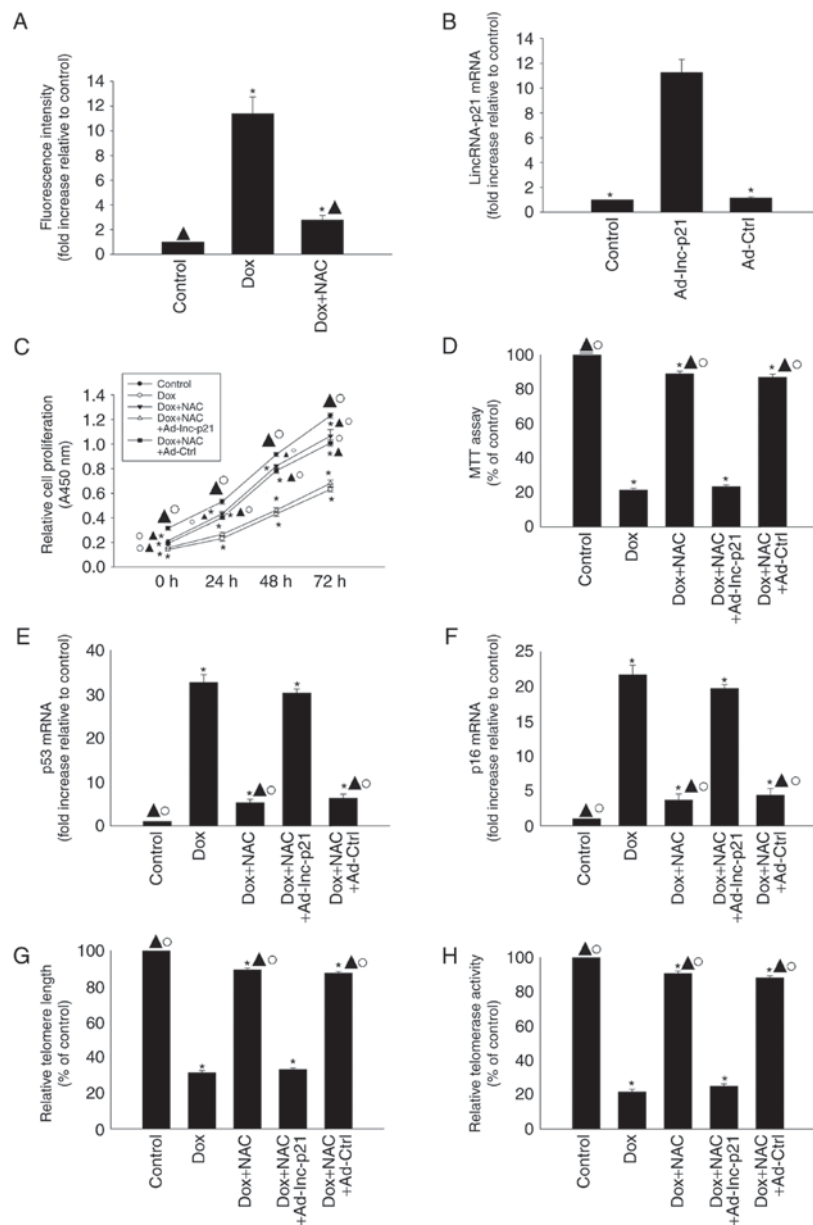 A
Fluorescence intensity
(fold increase relative to control)
14
12
10
8
6
4
2
0
*
*
Control
Dox
Dox+NAC
B
LincRNA-p21 mRNA
(fold increase relative to control)
14
12
10
8
6
4
2
0
*
*
Control
Ad-lnc-p21
Ad-Ctrl
C
Relative cell proliferation
(A450 nm)
Control
Dox
Dox+NAC
Dox+NAC
+Ad-lnc-p21
Dox+NAC
+Ad-Ctrl
1.4
1.2
1.0
0.8
0.6
0.4
0.2
0.0
0 h
24 h
48 h
72 h
D
MTT assay
(% of control)
100
80
60
40
20
0
*
*
*
*
Control
Dox
Dox+NAC
Dox+NAC
+Ad-lnc-p21
Dox+NAC
+Ad-Ctrl
E
p53 mRNA
(fold increase relative to control)
40
30
20
10
0
*
*
*
*
Control
Dox
Dox+NAC
Dox+NAC
+Ad-lnc-p21
Dox+NAC
+Ad-Ctrl
F
p16 mRNA
(fold increase relative to control)
25
20
15
10
5
0
*
*
*
*
Control
Dox
Dox+NAC
Dox+NAC
+Ad-lnc-p21
Dox+NAC
+Ad-Ctrl
G
Relative telomere length
(% of control)
100
80
60
40
20
0
*
*
*
*
Control
Dox
Dox+NAC
Dox+NAC
+Ad-lnc-p21
Dox+NAC
+Ad-Ctrl
H
Relative telomerase activity
(% of control)
100
80
60
40
20
0
*
*
*
*
Control
Dox
Dox+NAC
Dox+NAC
+Ad-lnc-p21
Dox+NAC
+Ad-Ctrl